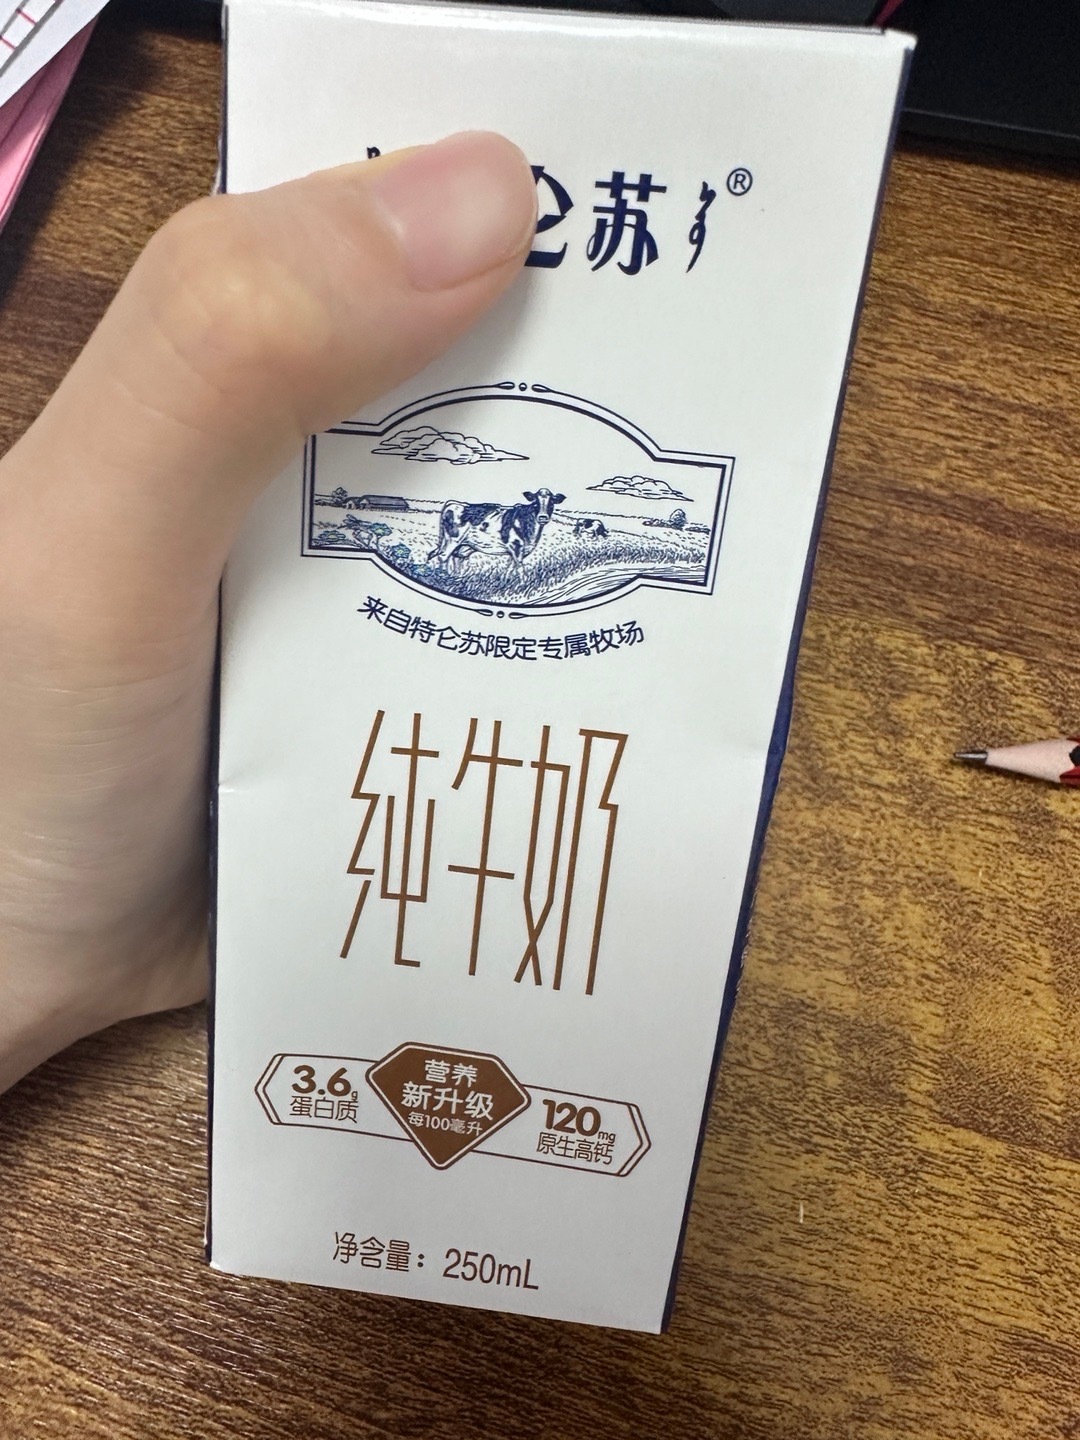 仑苏®
来自特仑苏限定专属牧场
纯牛奶
3.6g
蛋白质
营养
新升级
每100毫升
120mg
原生高钙
净含量：250mL